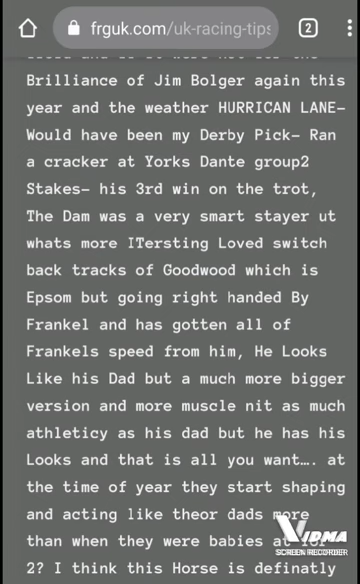 frguk.com/uk-racing-tips
2
Brilliance of Jim Bolger again this
year and the weather HURRICAN LANE-
Would have been my Derby Pick- Ran
a cracker at Yorks Dante group2
Stakes- his 3rd win on the trot,
The Dam was a very smart stayer ut
whats more ITersting Loved switch
back tracks of Goodwood which is
Epsom but going right handed By
Frankel and has gotten all of
Frankels speed from him, He Looks
Like his Dad but a much more bigger
version and more muscle nit as much
athleticy as his dad but he has his
Looks and that is all you want…. at
the time of year they start shaping
and acting like theor dads more
than when they were babies at for
2? I think this Horse is definatly
VIDMA
SCREEN RECORDER